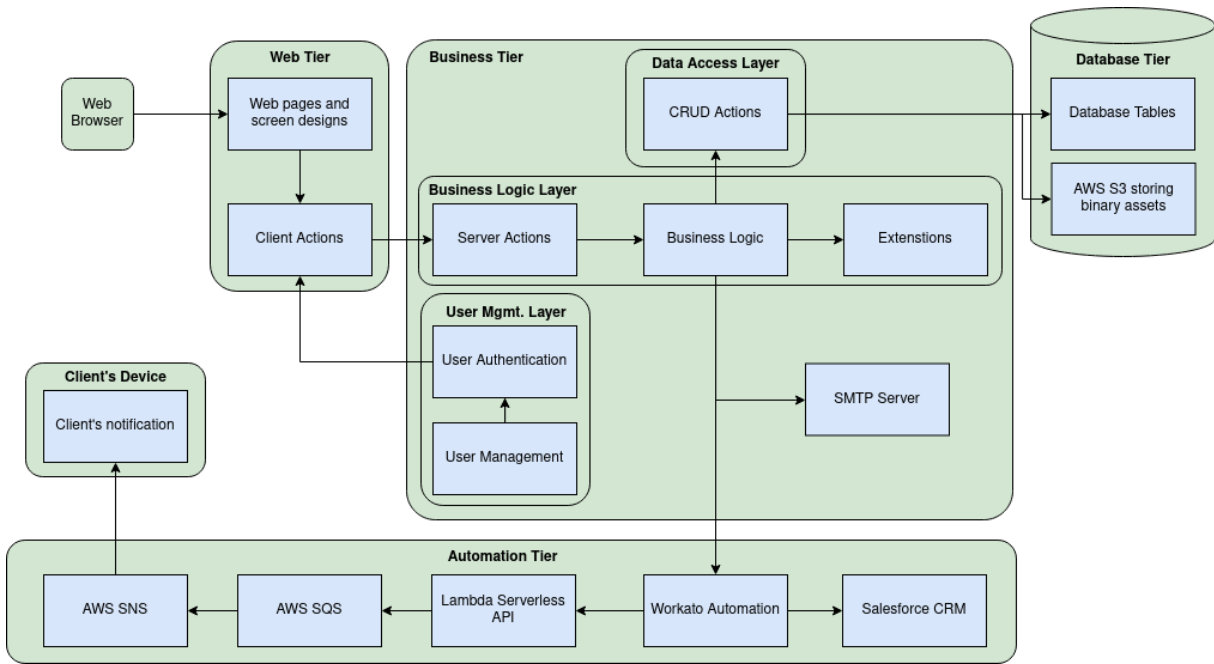 Web Tier
Business Tier
Data Access Layer
Database Tier
Web
Browser
Web pages and
screen designs
CRUD Actions
Database Tables
Business Logic Layer
AWS S3 storing
binary assets
Client Actions
Server Actions
Business Logic
Extenstions
User Mgmt. Layer
User Authentication
Client's Device
SMTP Server
Client's notification
User Management
Automation Tier
AWS SNS
AWS SQS
Lambda Serverless
API
Workato Automation
Salesforce CRM